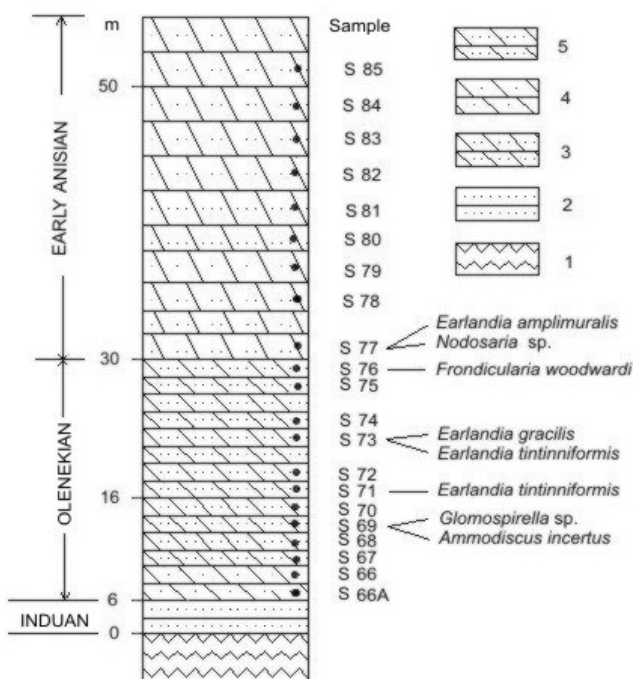 m
Sample
5
4
3
2
1
50
30
16
6
0
EARLY ANISIAN
OLENEKIAN
INDUAN
S 85
S 84
S 83
S 82
S 81
S 80
S 79
S 78
S 77
Earlandia amplimuralis
Nodosaria sp.
S 76
Frondicularia woodwardi
S 75
S 74
S 73
Earlandia gracilis
Earlandia tintinniformis
S 72
S 71
Earlandia tintinniformis
S 70
S 69
Glomospirella sp.
Ammodiscus incertus
S 68
S 67
S 66
S 66A